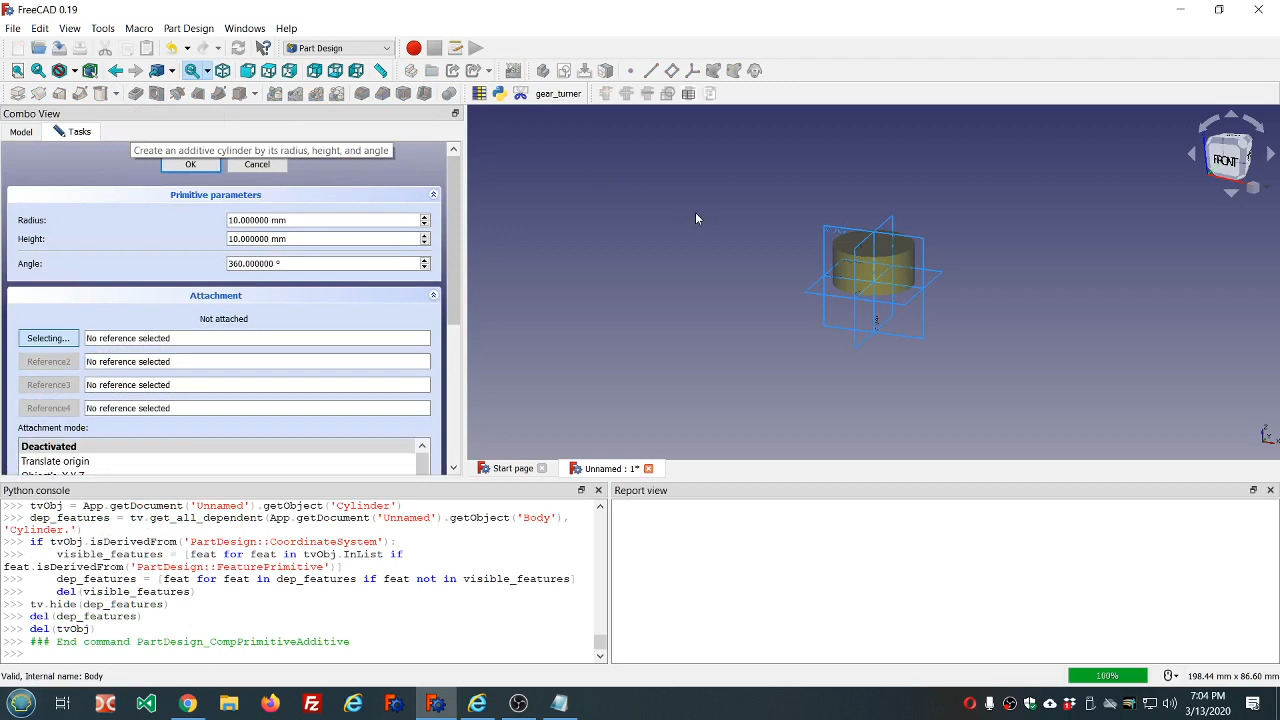 FreeCAD 0.19
File Edit View Tools Macro Part Design Windows Help
Part Design
gear_turner
Combo View
Model Tasks
Create an additive cylinder by its radius, height, and angle
OK Cancel
Primitive parameters
Radius: 10.000000 mm
Height: 10.000000 mm
Angle: 360.000000 °
Attachment
Not attached
Selecting... No reference selected
Reference2 No reference selected
Reference3 No reference selected
Reference4 No reference selected
Attachment mode:
Deactivated
Translate origin
FRONT
Start page Unnamed : 1*
Python console
>>> tvObj = App.getDocument('Unnamed').getObject('Cylinder')
>>> dep_features = tv.get_all_dependent(App.getDocument('Unnamed').getObject('Body'),
'Cylinder.')
>>> if tvObj.isDerivedFrom('PartDesign::CoordinateSystem'):
>>> visible_features = [feat for feat in tvObj.InList if
feat.isDerivedFrom('PartDesign::FeaturePrimitive')]
>>> dep_features = [feat for feat in dep_features if feat not in visible_features]
>>> del(visible_features)
>>> tv.hide(dep_features)
>>> del(dep_features)
>>> del(tvObj)
>>> ### End command PartDesign_CompPrimitiveAdditive
>>>
Report view
Valid, Internal name: Body
100%
198.44 mm x 86.60 mm
7:04 PM
3/13/2020